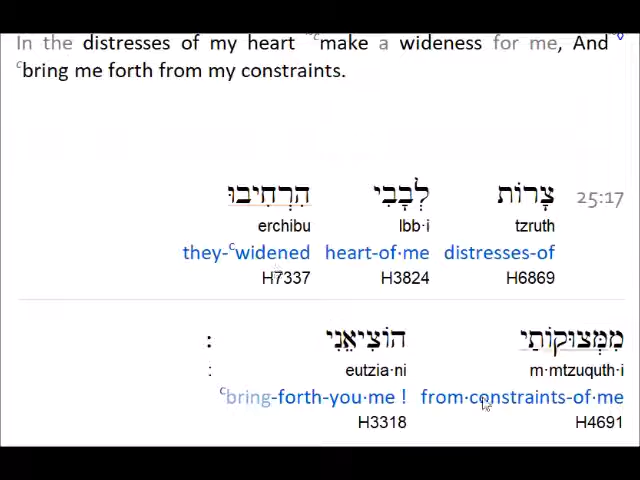 In the distresses of my heart ~c make a wideness for me, And
c bring me forth from my constraints.
צָרוֹת לְבָבִי הִרְחִיבוּ 25:17
erchibu lbb·i tzruth
they-c widened heart-of·me distresses-of
H7337 H3824 H6869
מִמְּצוּקוֹתַי הוֹצִיאֵנִי :
: eutzia·ni m·mtzuquth·i
c bring-forth-you·me ! from·constraints-of·me
H3318 H4691